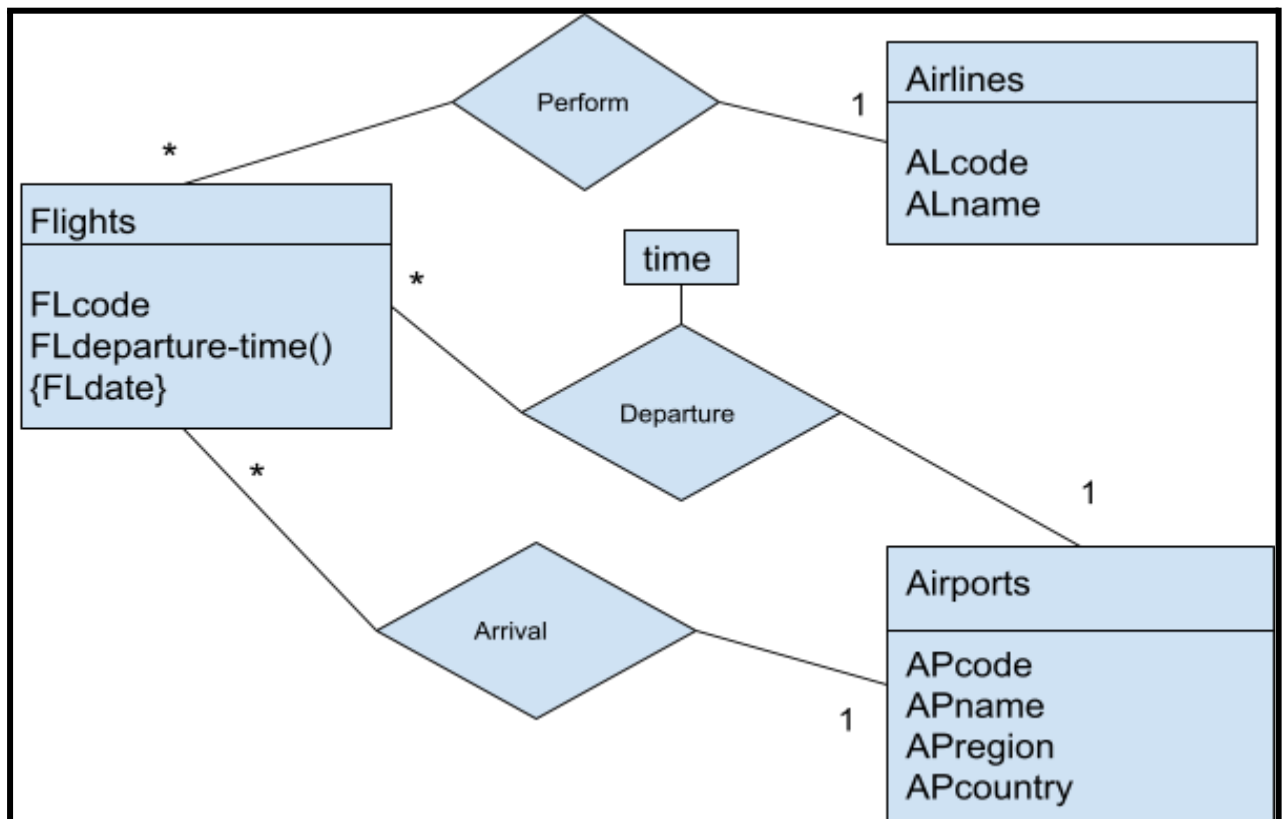 Perform
*
1
Airlines
ALcode
ALname
Flights
FLcode
FLdeparture-time()
{FLdate}
*
time
Departure
1
*
Arrival
1
Airports
APcode
APname
APregion
APcountry